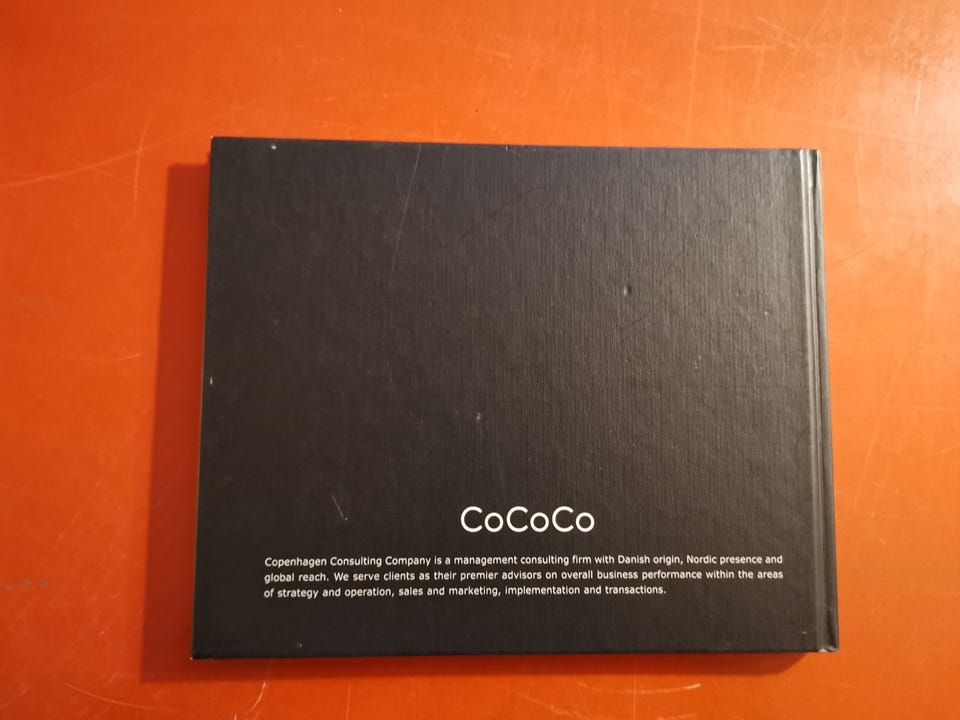 CoCoCo
Copenhagen Consulting Company is a management consulting firm with Danish origin, Nordic presence and
global reach. We serve clients as their premier advisors on overall business performance within the areas
of strategy and operation, sales and marketing, implementation and transactions.